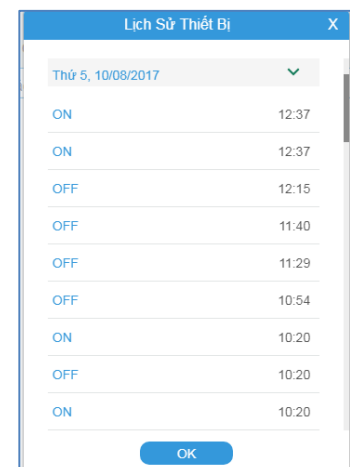 Lịch Sử Thiết Bị X
Thứ 5, 10/08/2017
ON 12:37
ON 12:37
OFF 12:15
OFF 11:40
OFF 11:29
OFF 10:54
ON 10:20
OFF 10:20
ON 10:20
OK